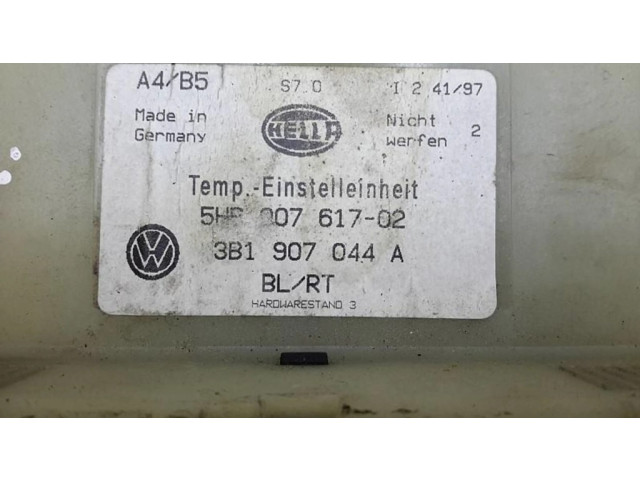 A4/B5 S7.0 I 2 41/97
Made in Germany
HELLA
Nicht werfen 2
Temp.-Einstelleinheit
007 617-02
3B1 907 044 A
VW
BL/RT
HARDWARESTAND 3